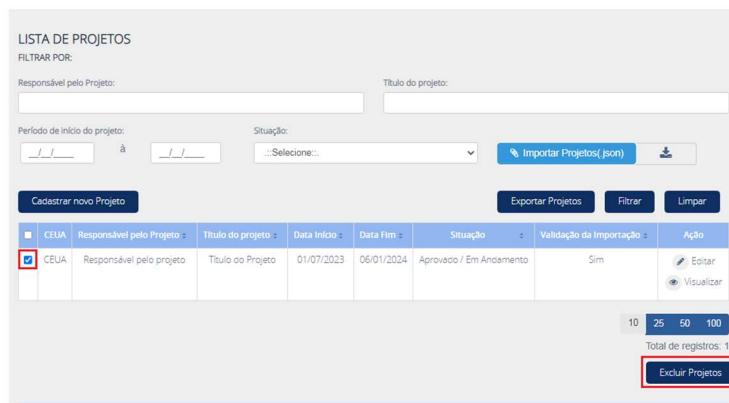 LISTA DE PROJETOS
FILTRAR POR:
Responsável pelo Projeto: Título do projeto:
Período de início do projeto: Situação:
__/__/____ à __/__/____ .::Selecione::. Importar Projetos(.json)
Cadastrar novo Projeto Exportar Projetos Filtrar Limpar
CEUA Responsável pelo Projeto Título do projeto Data Início Data Fim Situação Validação da Importação Ação
CEUA Responsável pelo projeto Título do Projeto 01/07/2023 06/01/2024 Aprovado / Em Andamento Sim Editar
Visualizar
10 25 50 100
Total de registros: 1
Excluir Projetos